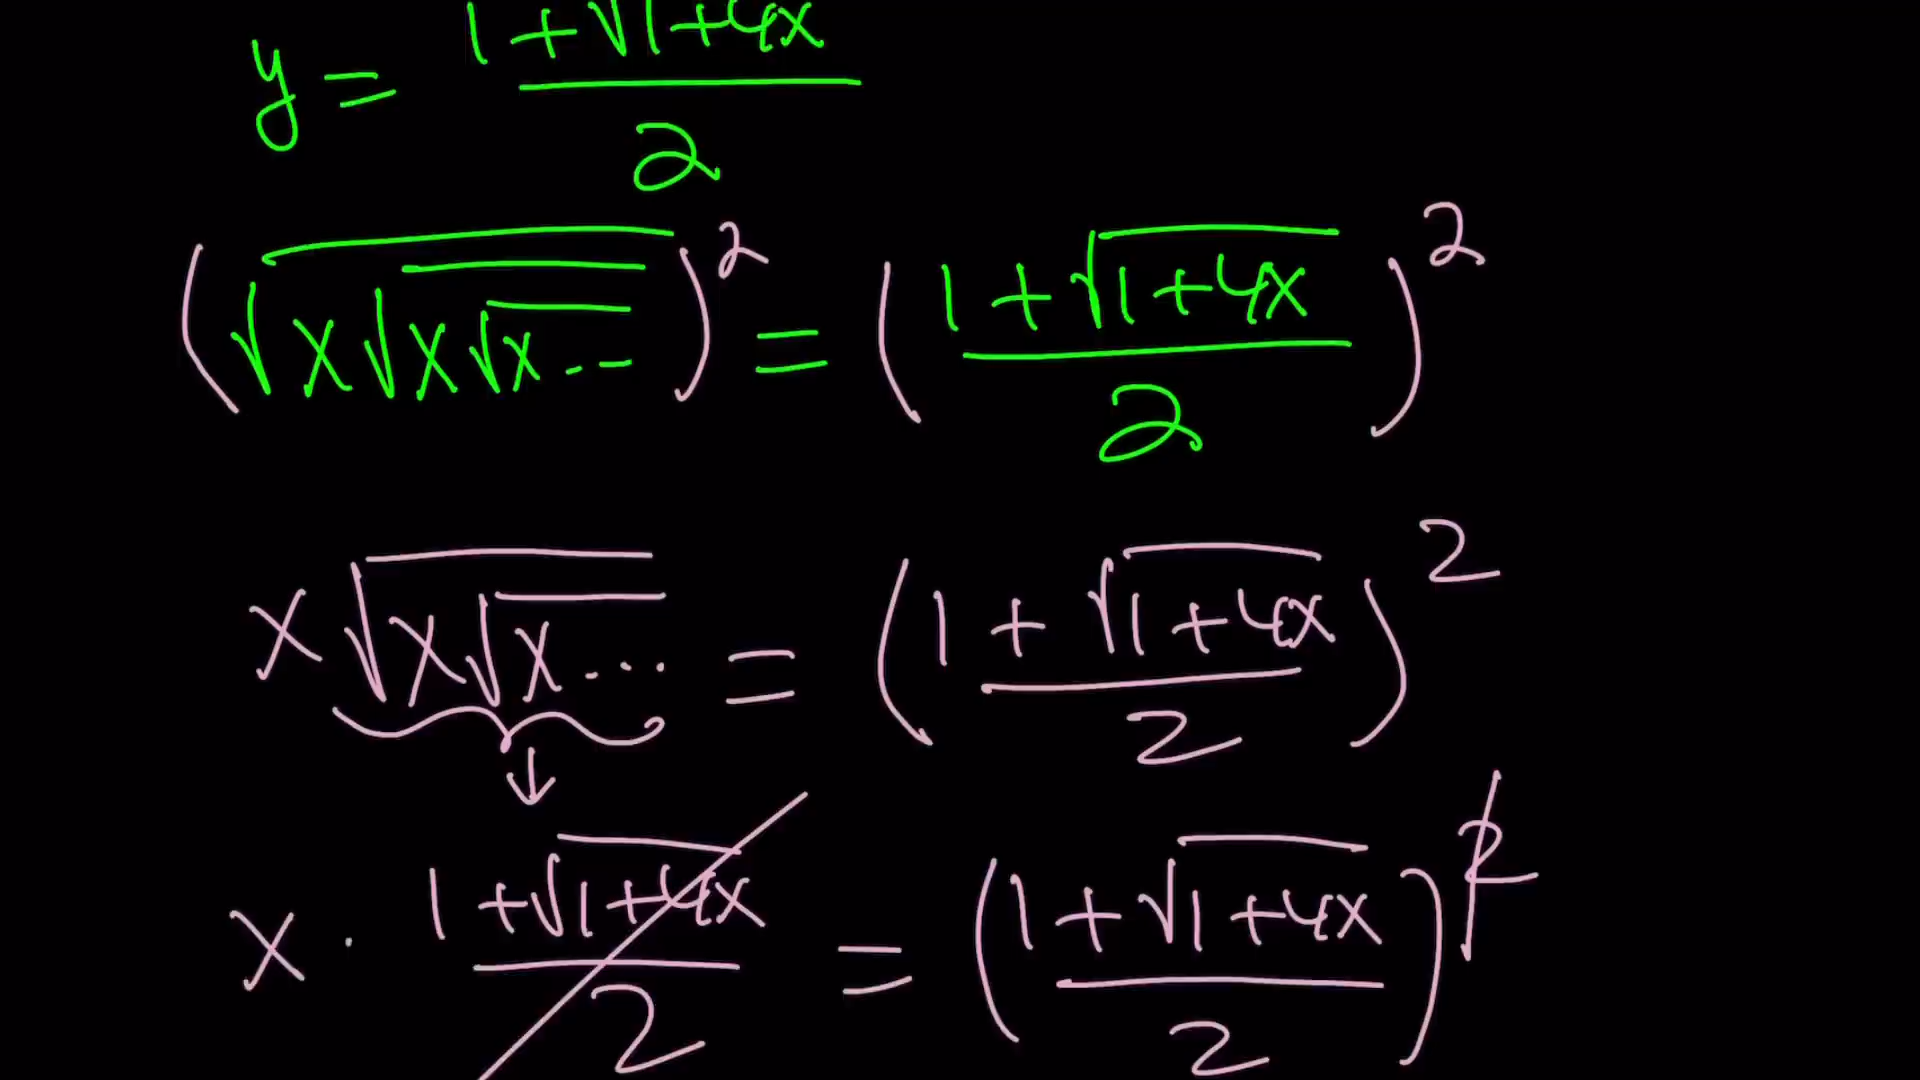 y = (1+√(1+4x))/2
(√(x√(x√(x...))))² = ((1+√(1+4x))/2)²
x√(x√(x...)) = ((1+√(1+4x))/2)²
↓
x · (1+√(1+4x))/2 = ((1+√(1+4x))/2)²